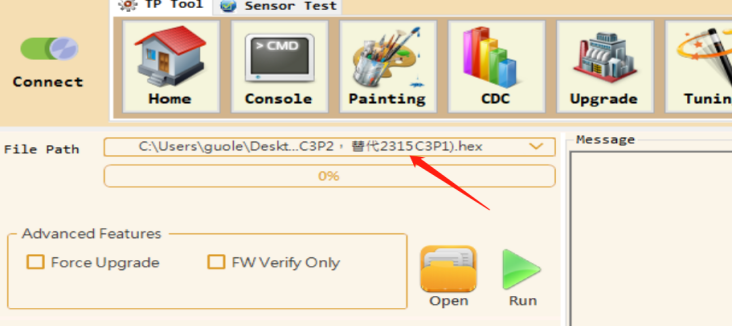 TP Tool
Sensor Test
Connect
> CMD
Home
Console
Painting
CDC
Upgrade
File Path
C:\Users\guole\Deskt...C3P2，替代2315C3P1).hex
Message
0%
Advanced Features
Force Upgrade
FW Verify Only
Open
Run